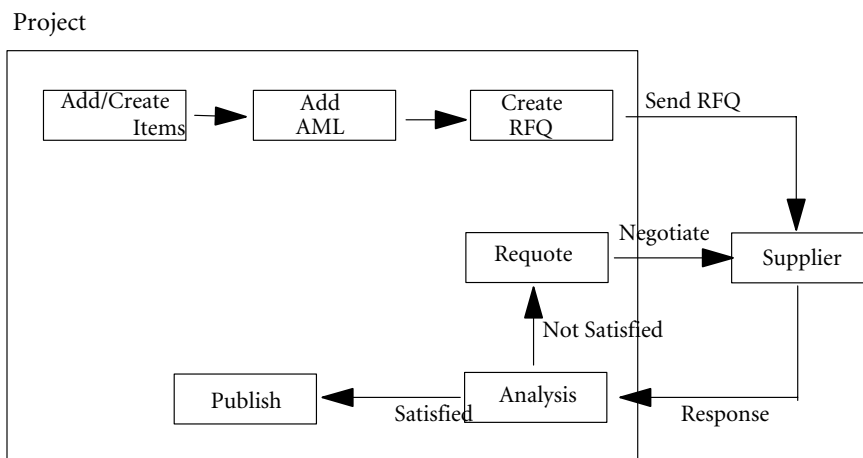 Project
Add/Create
Items
Add
AML
Create
RFQ
Send RFQ
Requote
Negotiate
Supplier
Not Satisfied
Publish
Satisfied
Analysis
Response